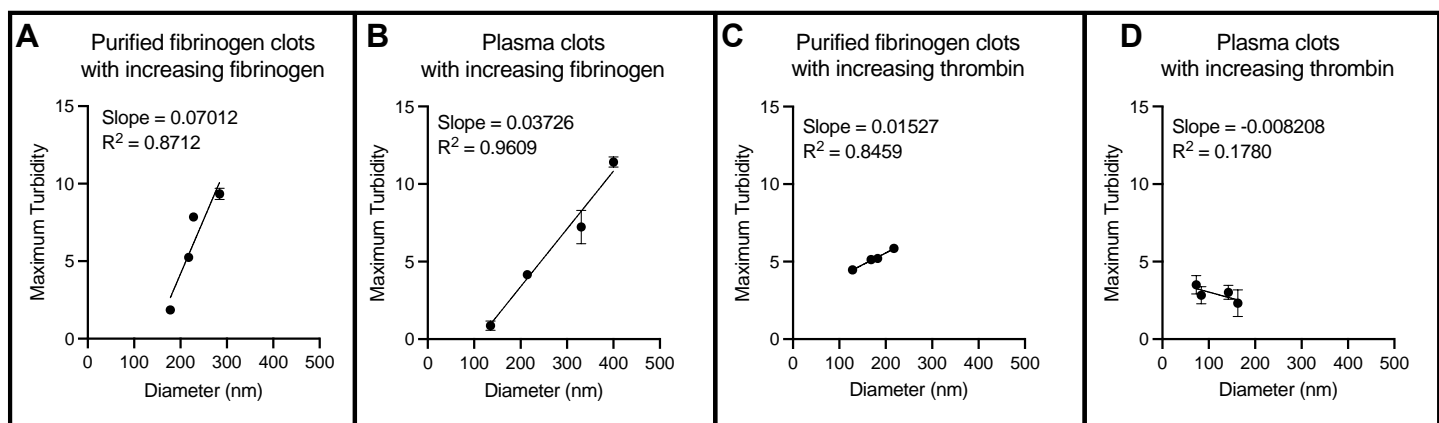 A
Purified fibrinogen clots
with increasing fibrinogen
Slope = 0.07012
R2 = 0.8712
Maximum Turbidity
15
10
5
0
0 100 200 300 400 500
Diameter (nm)
B
Plasma clots
with increasing fibrinogen
Slope = 0.03726
R2 = 0.9609
Maximum Turbidity
15
10
5
0
0 100 200 300 400 500
Diameter (nm)
C
Purified fibrinogen clots
with increasing thrombin
Slope = 0.01527
R2 = 0.8459
Maximum Turbidity
15
10
5
0
0 100 200 300 400 500
Diameter (nm)
D
Plasma clots
with increasing thrombin
Slope = -0.008208
R2 = 0.1780
Maximum Turbidity
15
10
5
0
0 100 200 300 400 500
Diameter (nm)